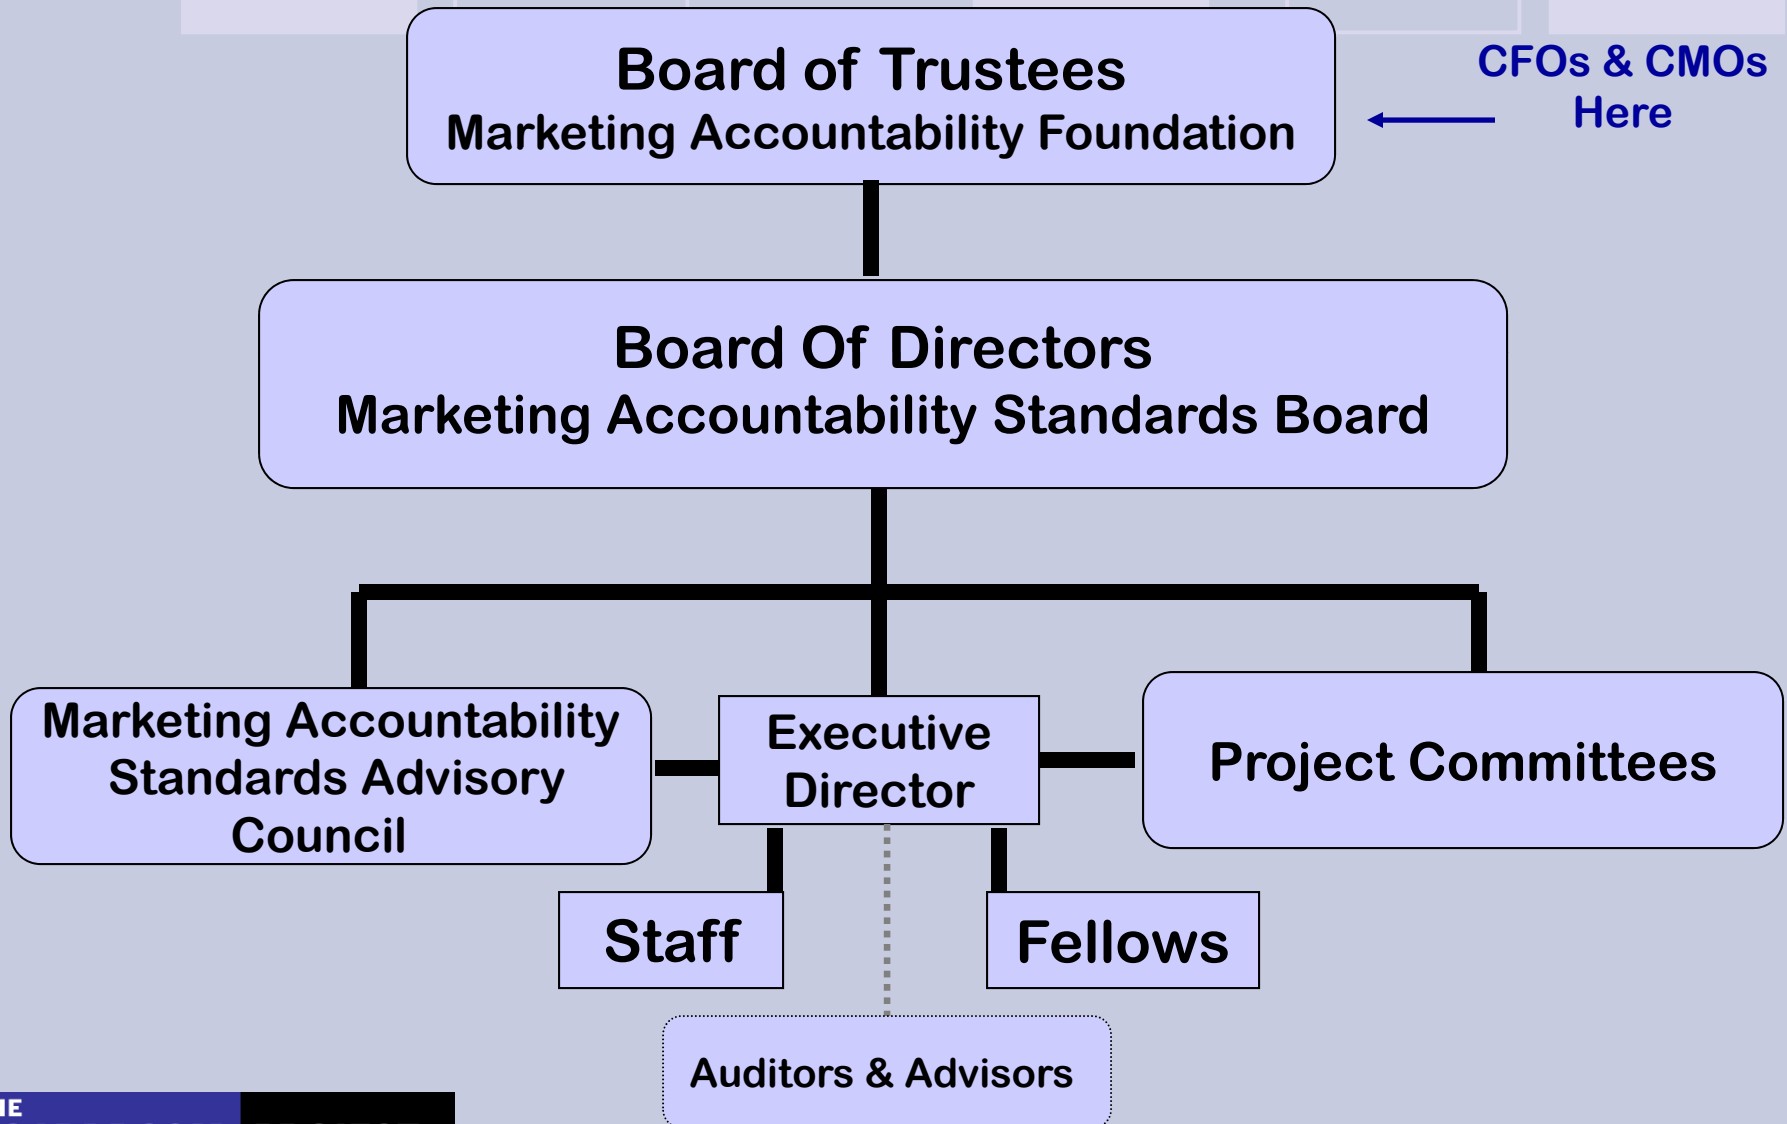 Board of Trustees
Marketing Accountability Foundation
CFOs & CMOs
Here
Board Of Directors
Marketing Accountability Standards Board
Marketing Accountability
Standards Advisory
Council
Executive
Director
Project Committees
Staff
Fellows
Auditors & Advisors